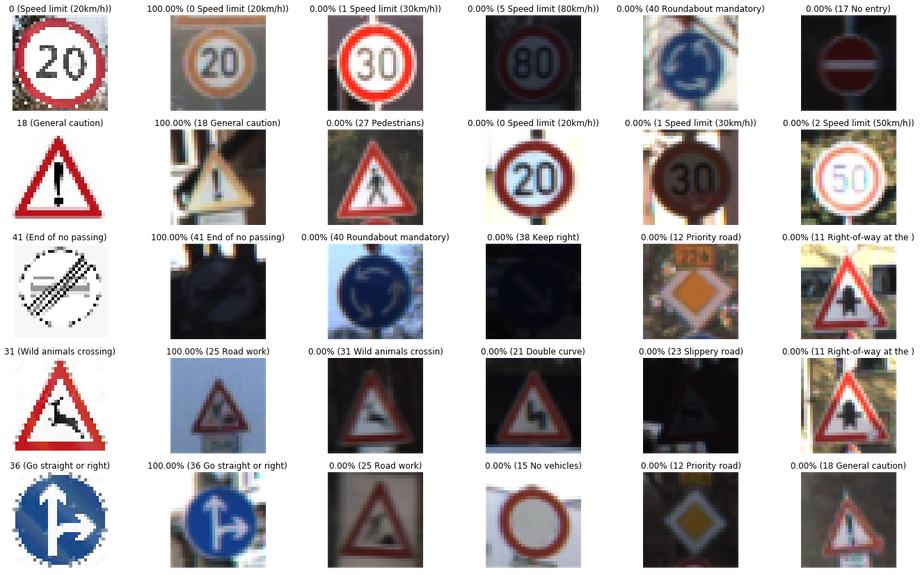 0 (Speed limit (20km/h)) 100.00% (0 Speed limit (20km/h)) 0.00% (1 Speed limit (30km/h)) 0.00% (5 Speed limit (80km/h)) 0.00% (40 Roundabout mandatory) 0.00% (17 No entry)
20 20 30 80
18 (General caution) 100.00% (18 General caution) 0.00% (27 Pedestrians) 0.00% (0 Speed limit (20km/h)) 0.00% (1 Speed limit (30km/h)) 0.00% (2 Speed limit (50km/h))
! ! 20 30 50
41 (End of no passing) 100.00% (41 End of no passing) 0.00% (40 Roundabout mandatory) 0.00% (38 Keep right) 0.00% (12 Priority road) 0.00% (11 Right-of-way at the )
31 (Wild animals crossing) 100.00% (25 Road work) 0.00% (31 Wild animals crossin) 0.00% (21 Double curve) 0.00% (23 Slippery road) 0.00% (11 Right-of-way at the )
36 (Go straight or right) 100.00% (36 Go straight or right) 0.00% (25 Road work) 0.00% (15 No vehicles) 0.00% (12 Priority road) 0.00% (18 General caution)